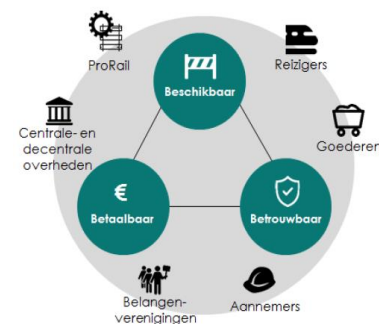 ProRail
Reizigers
Beschikbaar
Centrale- en
decentrale
overheden
Goederen
€
Betaalbaar
Betrouwbaar
Belangen-
verenigingen
Aannemers